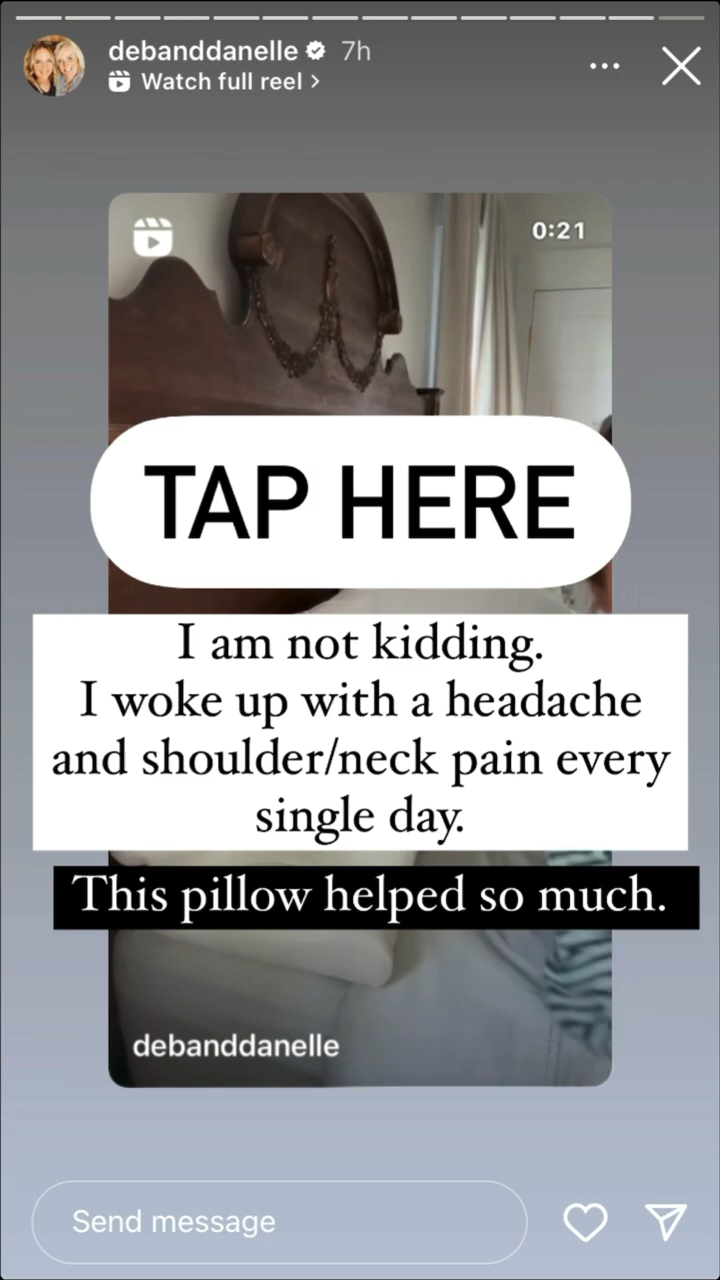 debanddanelle 7h
Watch full reel >
0:21
TAP HERE
I am not kidding.
I woke up with a headache
and shoulder/neck pain every
single day.
This pillow helped so much.
debanddanelle
Send message